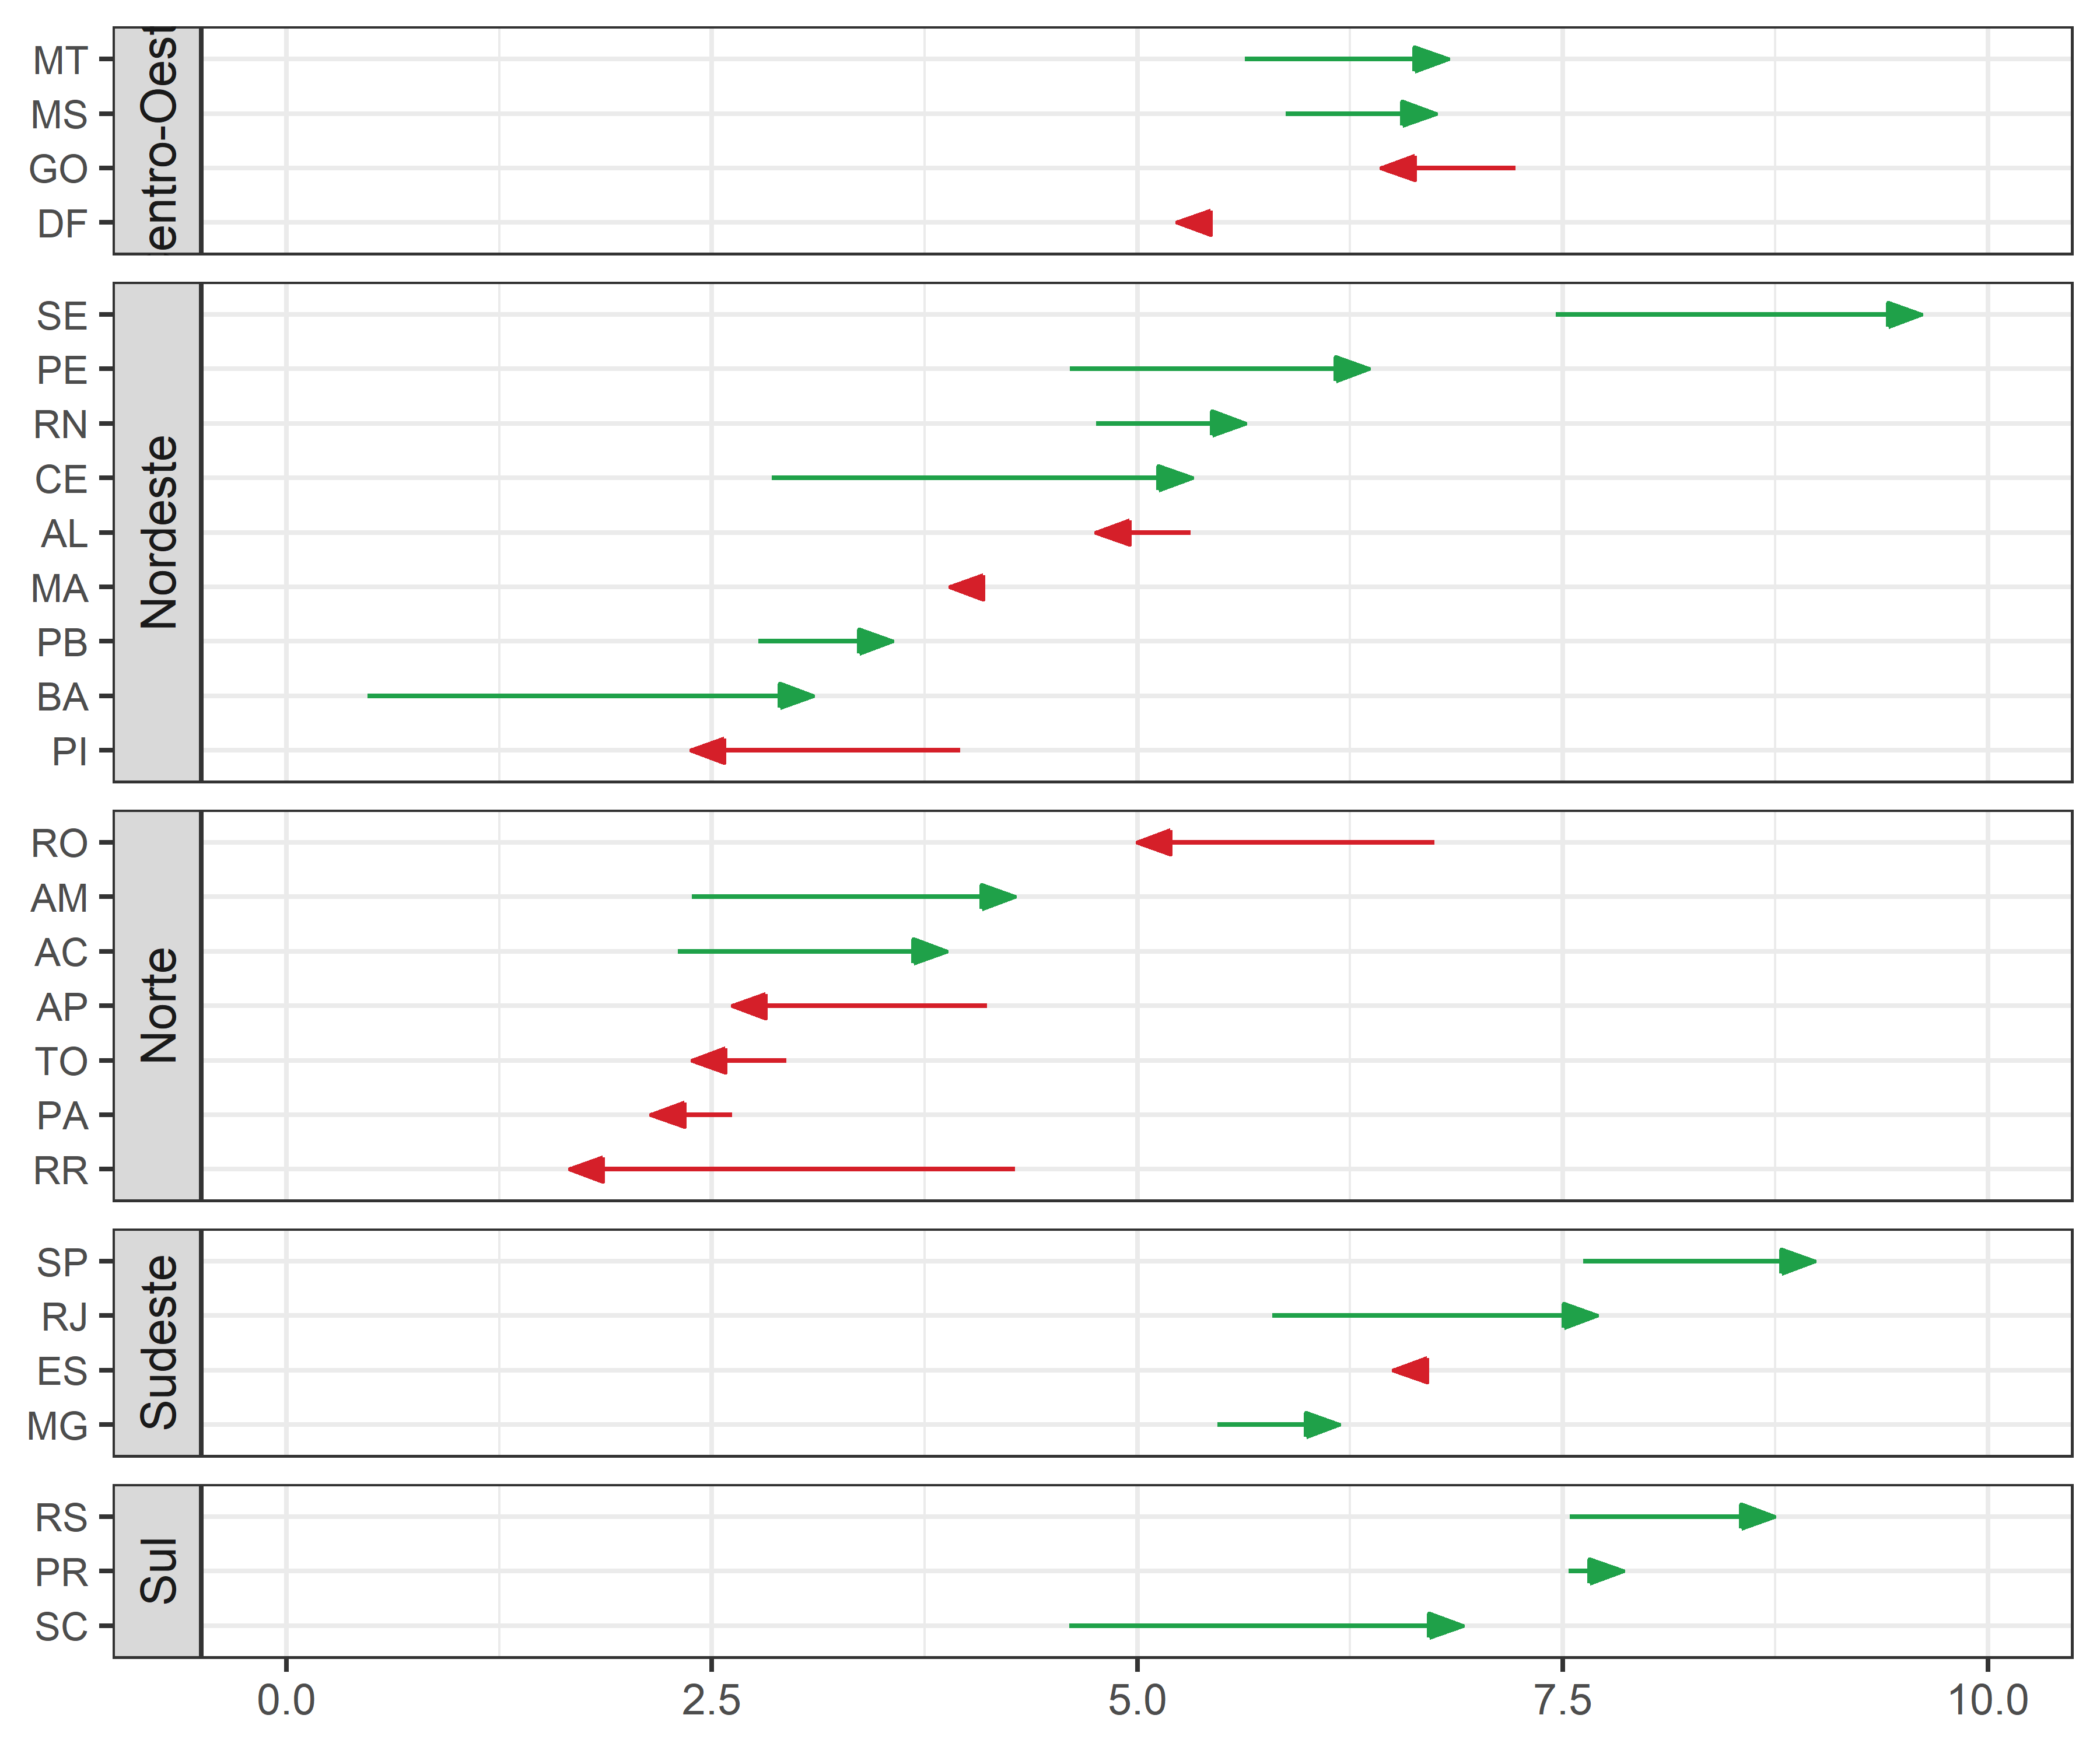 entro-Oest
MT
MS
GO
DF
Nordeste
SE
PE
RN
CE
AL
MA
PB
BA
PI
Norte
RO
AM
AC
AP
TO
PA
RR
Sudeste
SP
RJ
ES
MG
Sul
RS
PR
SC
0.0 2.5 5.0 7.5 10.0